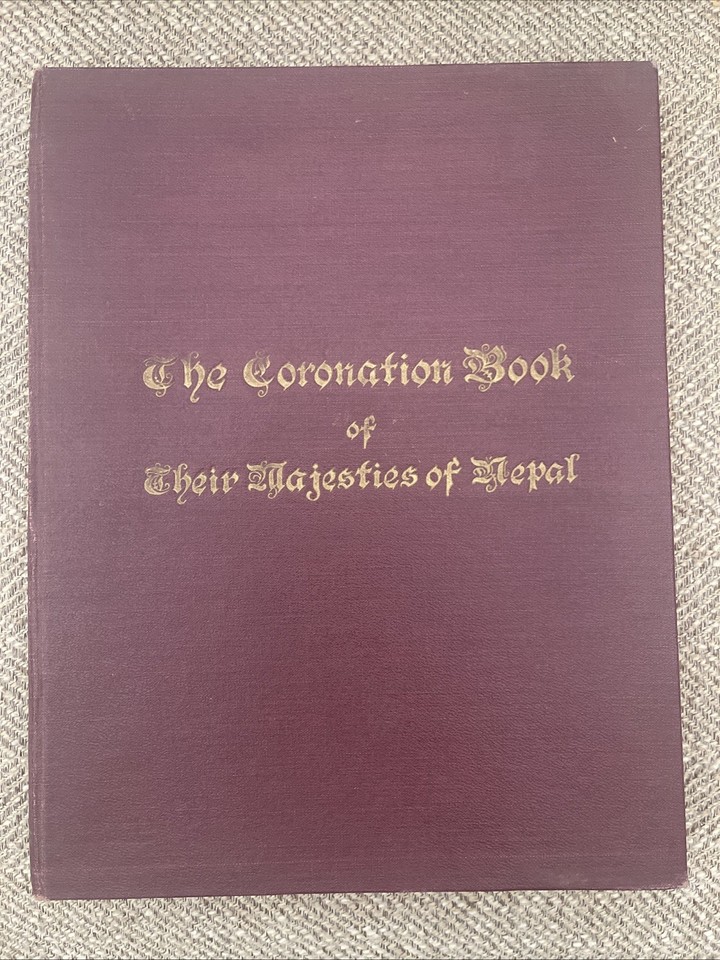 The Coronation Book
of
Their Majesties of Nepal